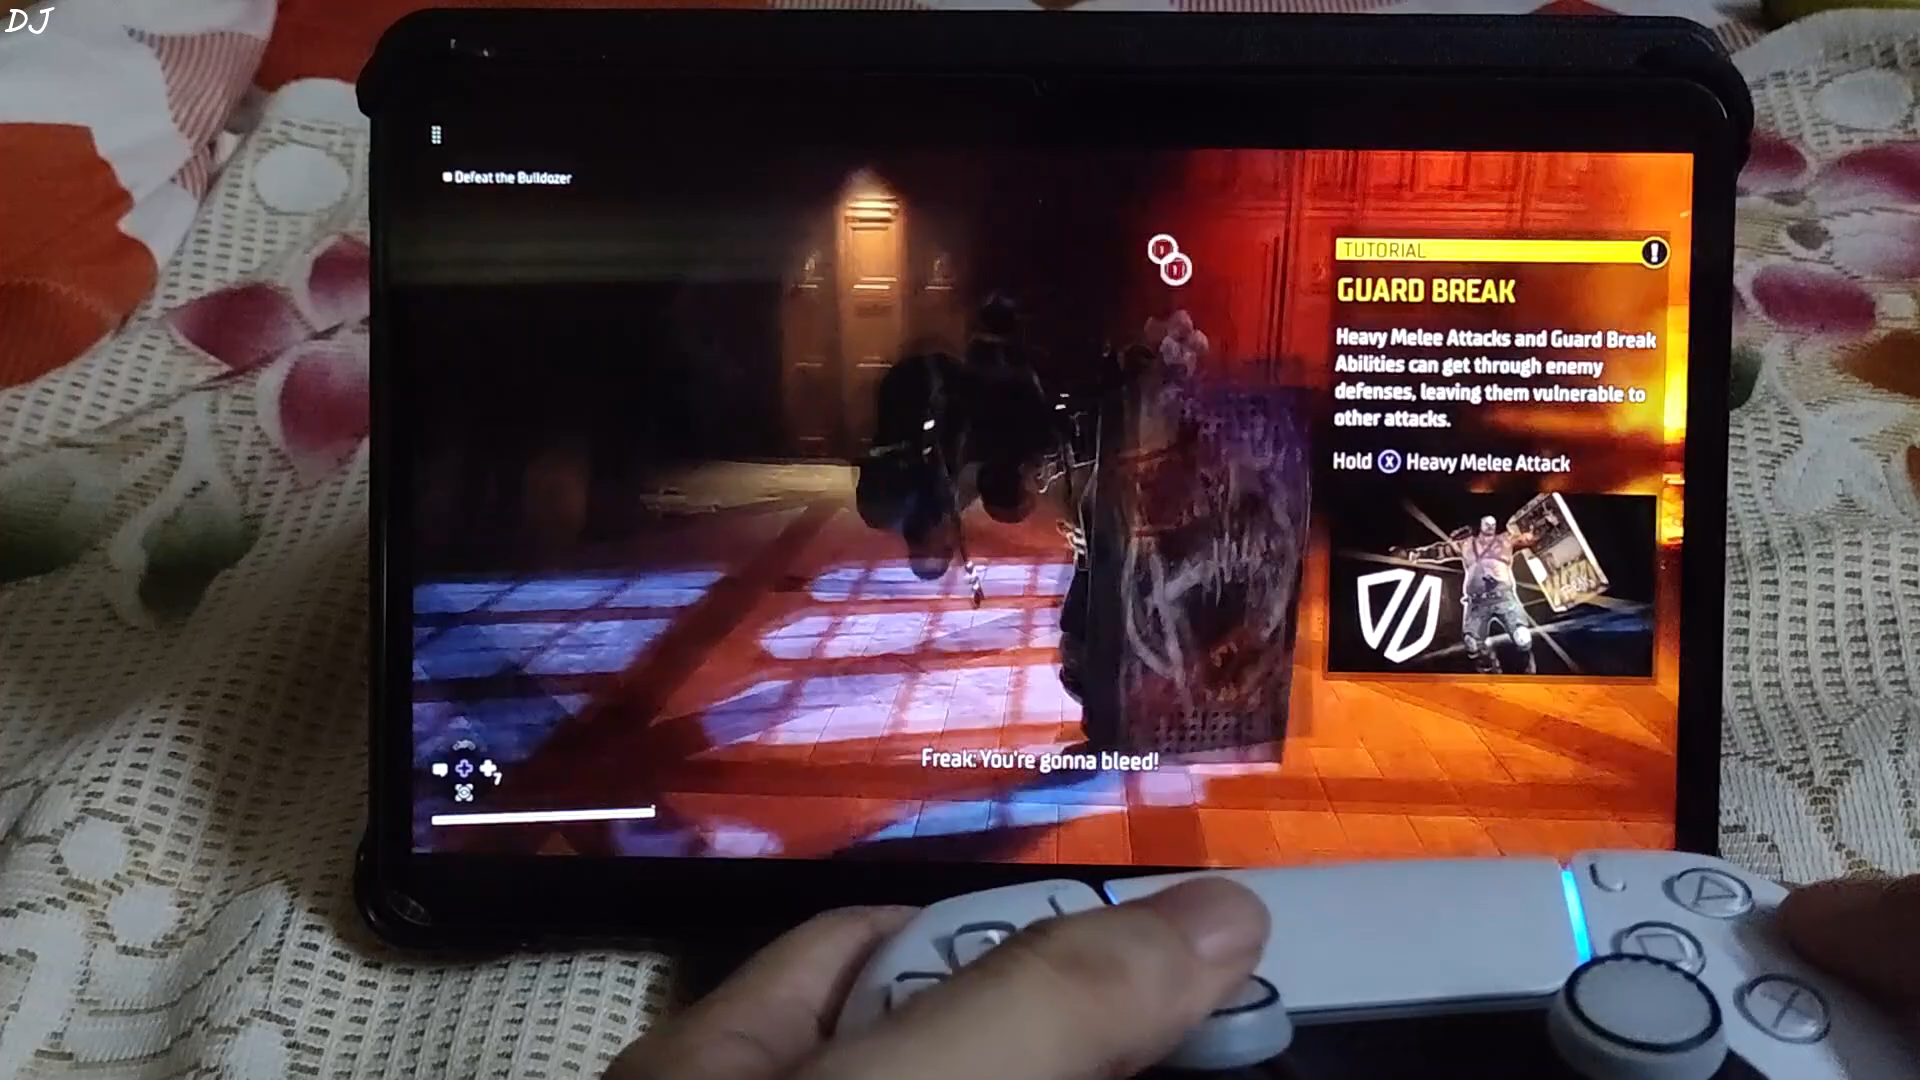 DJ
Defeat the Bulldozer
TUTORIAL
!
GUARD BREAK
Heavy Melee Attacks and Guard Break
Abilities can get through enemy
defenses, leaving them vulnerable to
other attacks.
Hold X Heavy Melee Attack
Freak: You're gonna bleed!
7